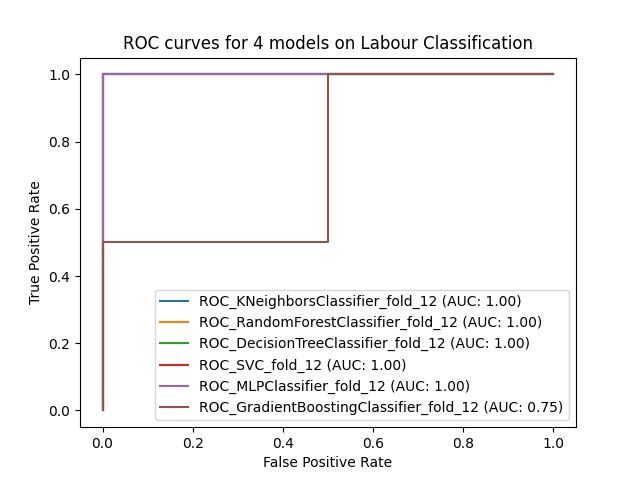 ROC curves for 4 models on Labour Classification
True Positive Rate
1.0
0.8
0.6
0.4
0.2
0.0
ROC_KNeighborsClassifier_fold_12 (AUC: 1.00)
ROC_RandomForestClassifier_fold_12 (AUC: 1.00)
ROC_DecisionTreeClassifier_fold_12 (AUC: 1.00)
ROC_SVC_fold_12 (AUC: 1.00)
ROC_MLPClassifier_fold_12 (AUC: 1.00)
ROC_GradientBoostingClassifier_fold_12 (AUC: 0.75)
0.0 0.2 0.4 0.6 0.8 1.0
False Positive Rate